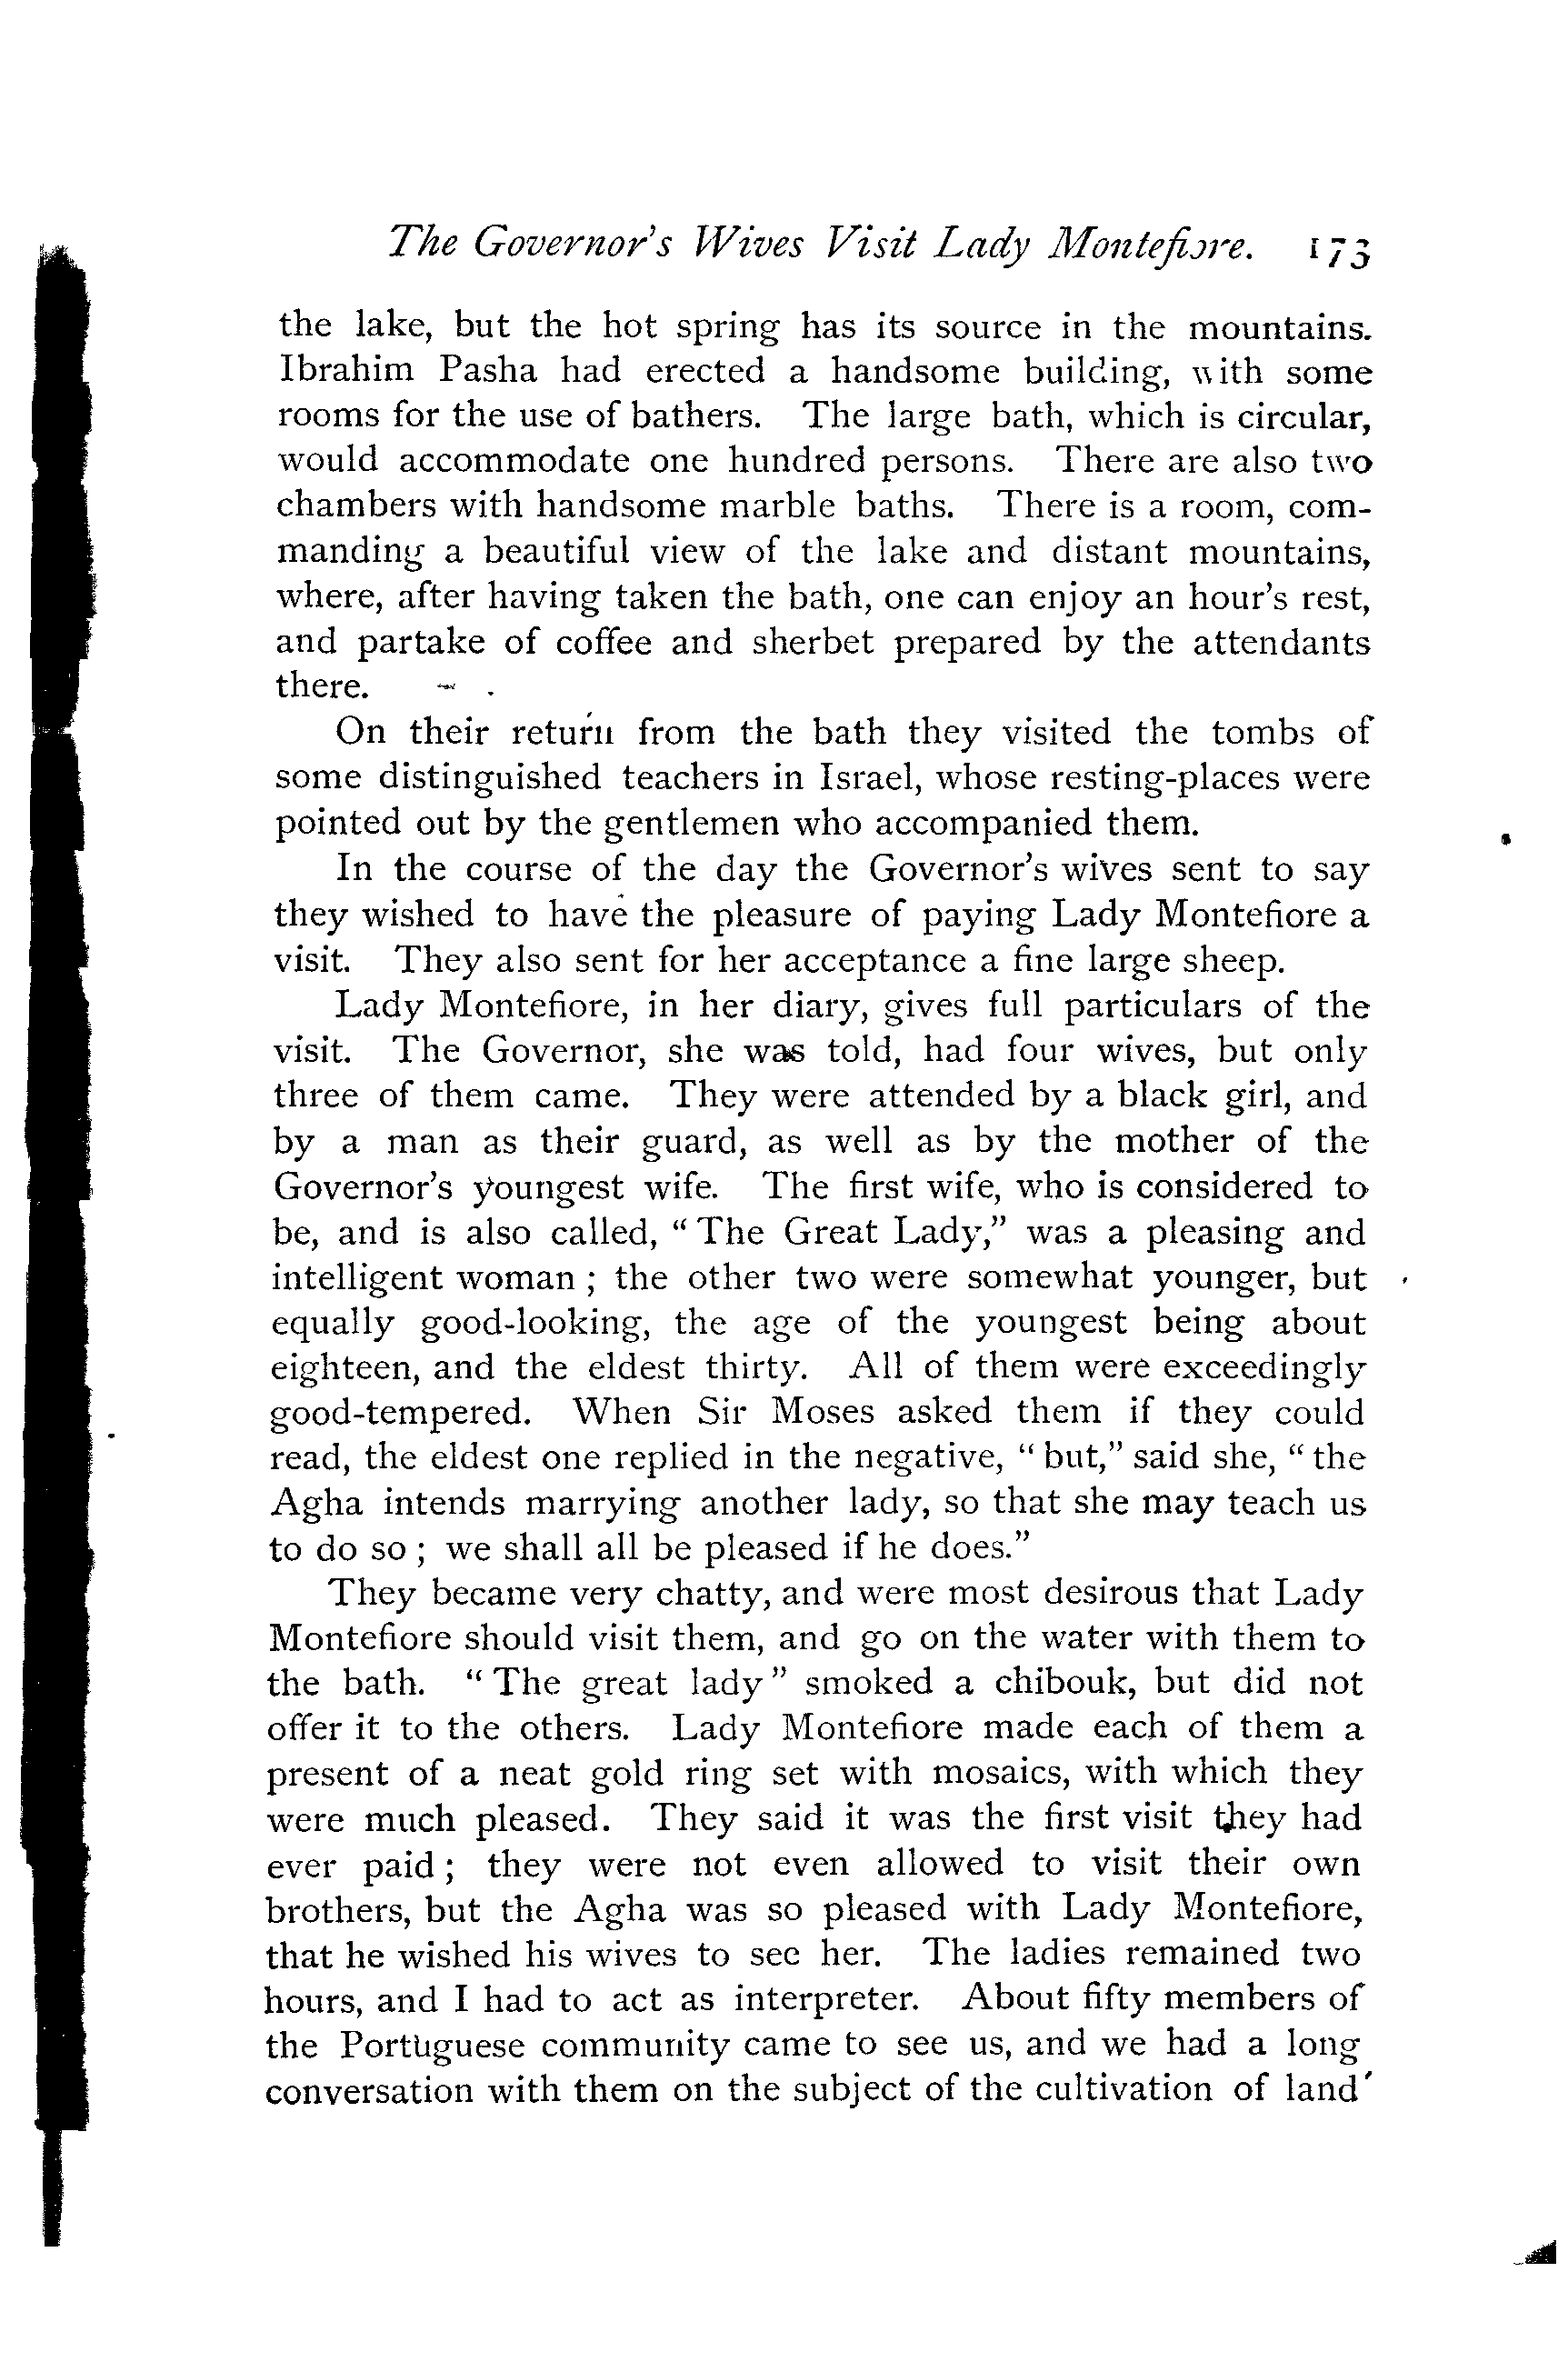 The Governor's Wives Visit Lady Montefiore. 173
the lake, but the hot spring has its source in the mountains.
Ibrahim Pasha had erected a handsome building, with some
rooms for the use of bathers. The large bath, which is circular,
would accommodate one hundred persons. There are also two
chambers with handsome marble baths. There is a room, com-
manding a beautiful view of the lake and distant mountains,
where, after having taken the bath, one can enjoy an hour's rest,
and partake of coffee and sherbet prepared by the attendants
there.
On their return from the bath they visited the tombs of
some distinguished teachers in Israel, whose resting-places were
pointed out by the gentlemen who accompanied them.
In the course of the day the Governor's wives sent to say
they wished to have the pleasure of paying Lady Montefiore a
visit. They also sent for her acceptance a fine large sheep.
Lady Montefiore, in her diary, gives full particulars of the
visit. The Governor, she was told, had four wives, but only
three of them came. They were attended by a black girl, and
by a man as their guard, as well as by the mother of the
Governor's youngest wife. The first wife, who is considered to
be, and is also called, "The Great Lady," was a pleasing and
intelligent woman ; the other two were somewhat younger, but
equally good-looking, the age of the youngest being about
eighteen, and the eldest thirty. All of them were exceedingly
good-tempered. When Sir Moses asked them if they could
read, the eldest one replied in the negative, "but," said she, "the
Agha intends marrying another lady, so that she may teach us
to do so ; we shall all be pleased if he does."
They became very chatty, and were most desirous that Lady
Montefiore should visit them, and go on the water with them to
the bath. "The great lady" smoked a chibouk, but did not
offer it to the others. Lady Montefiore made each of them a
present of a neat gold ring set with mosaics, with which they
were much pleased. They said it was the first visit they had
ever paid ; they were not even allowed to visit their own
brothers, but the Agha was so pleased with Lady Montefiore,
that he wished his wives to see her. The ladies remained two
hours, and I had to act as interpreter. About fifty members of
the Portuguese community came to see us, and we had a long
conversation with them on the subject of the cultivation of land